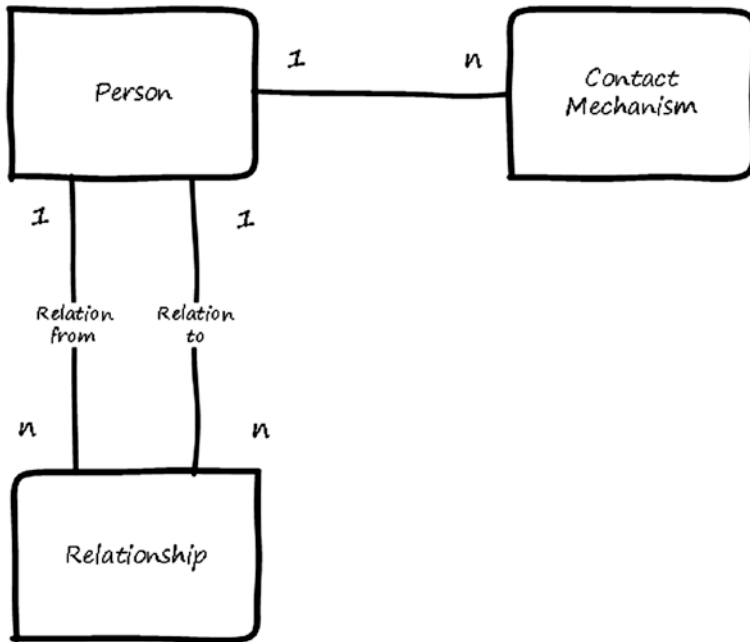 Person
1
n
Contact
Mechanism
1
1
Relation
from
Relation
to
n
n
Relationship